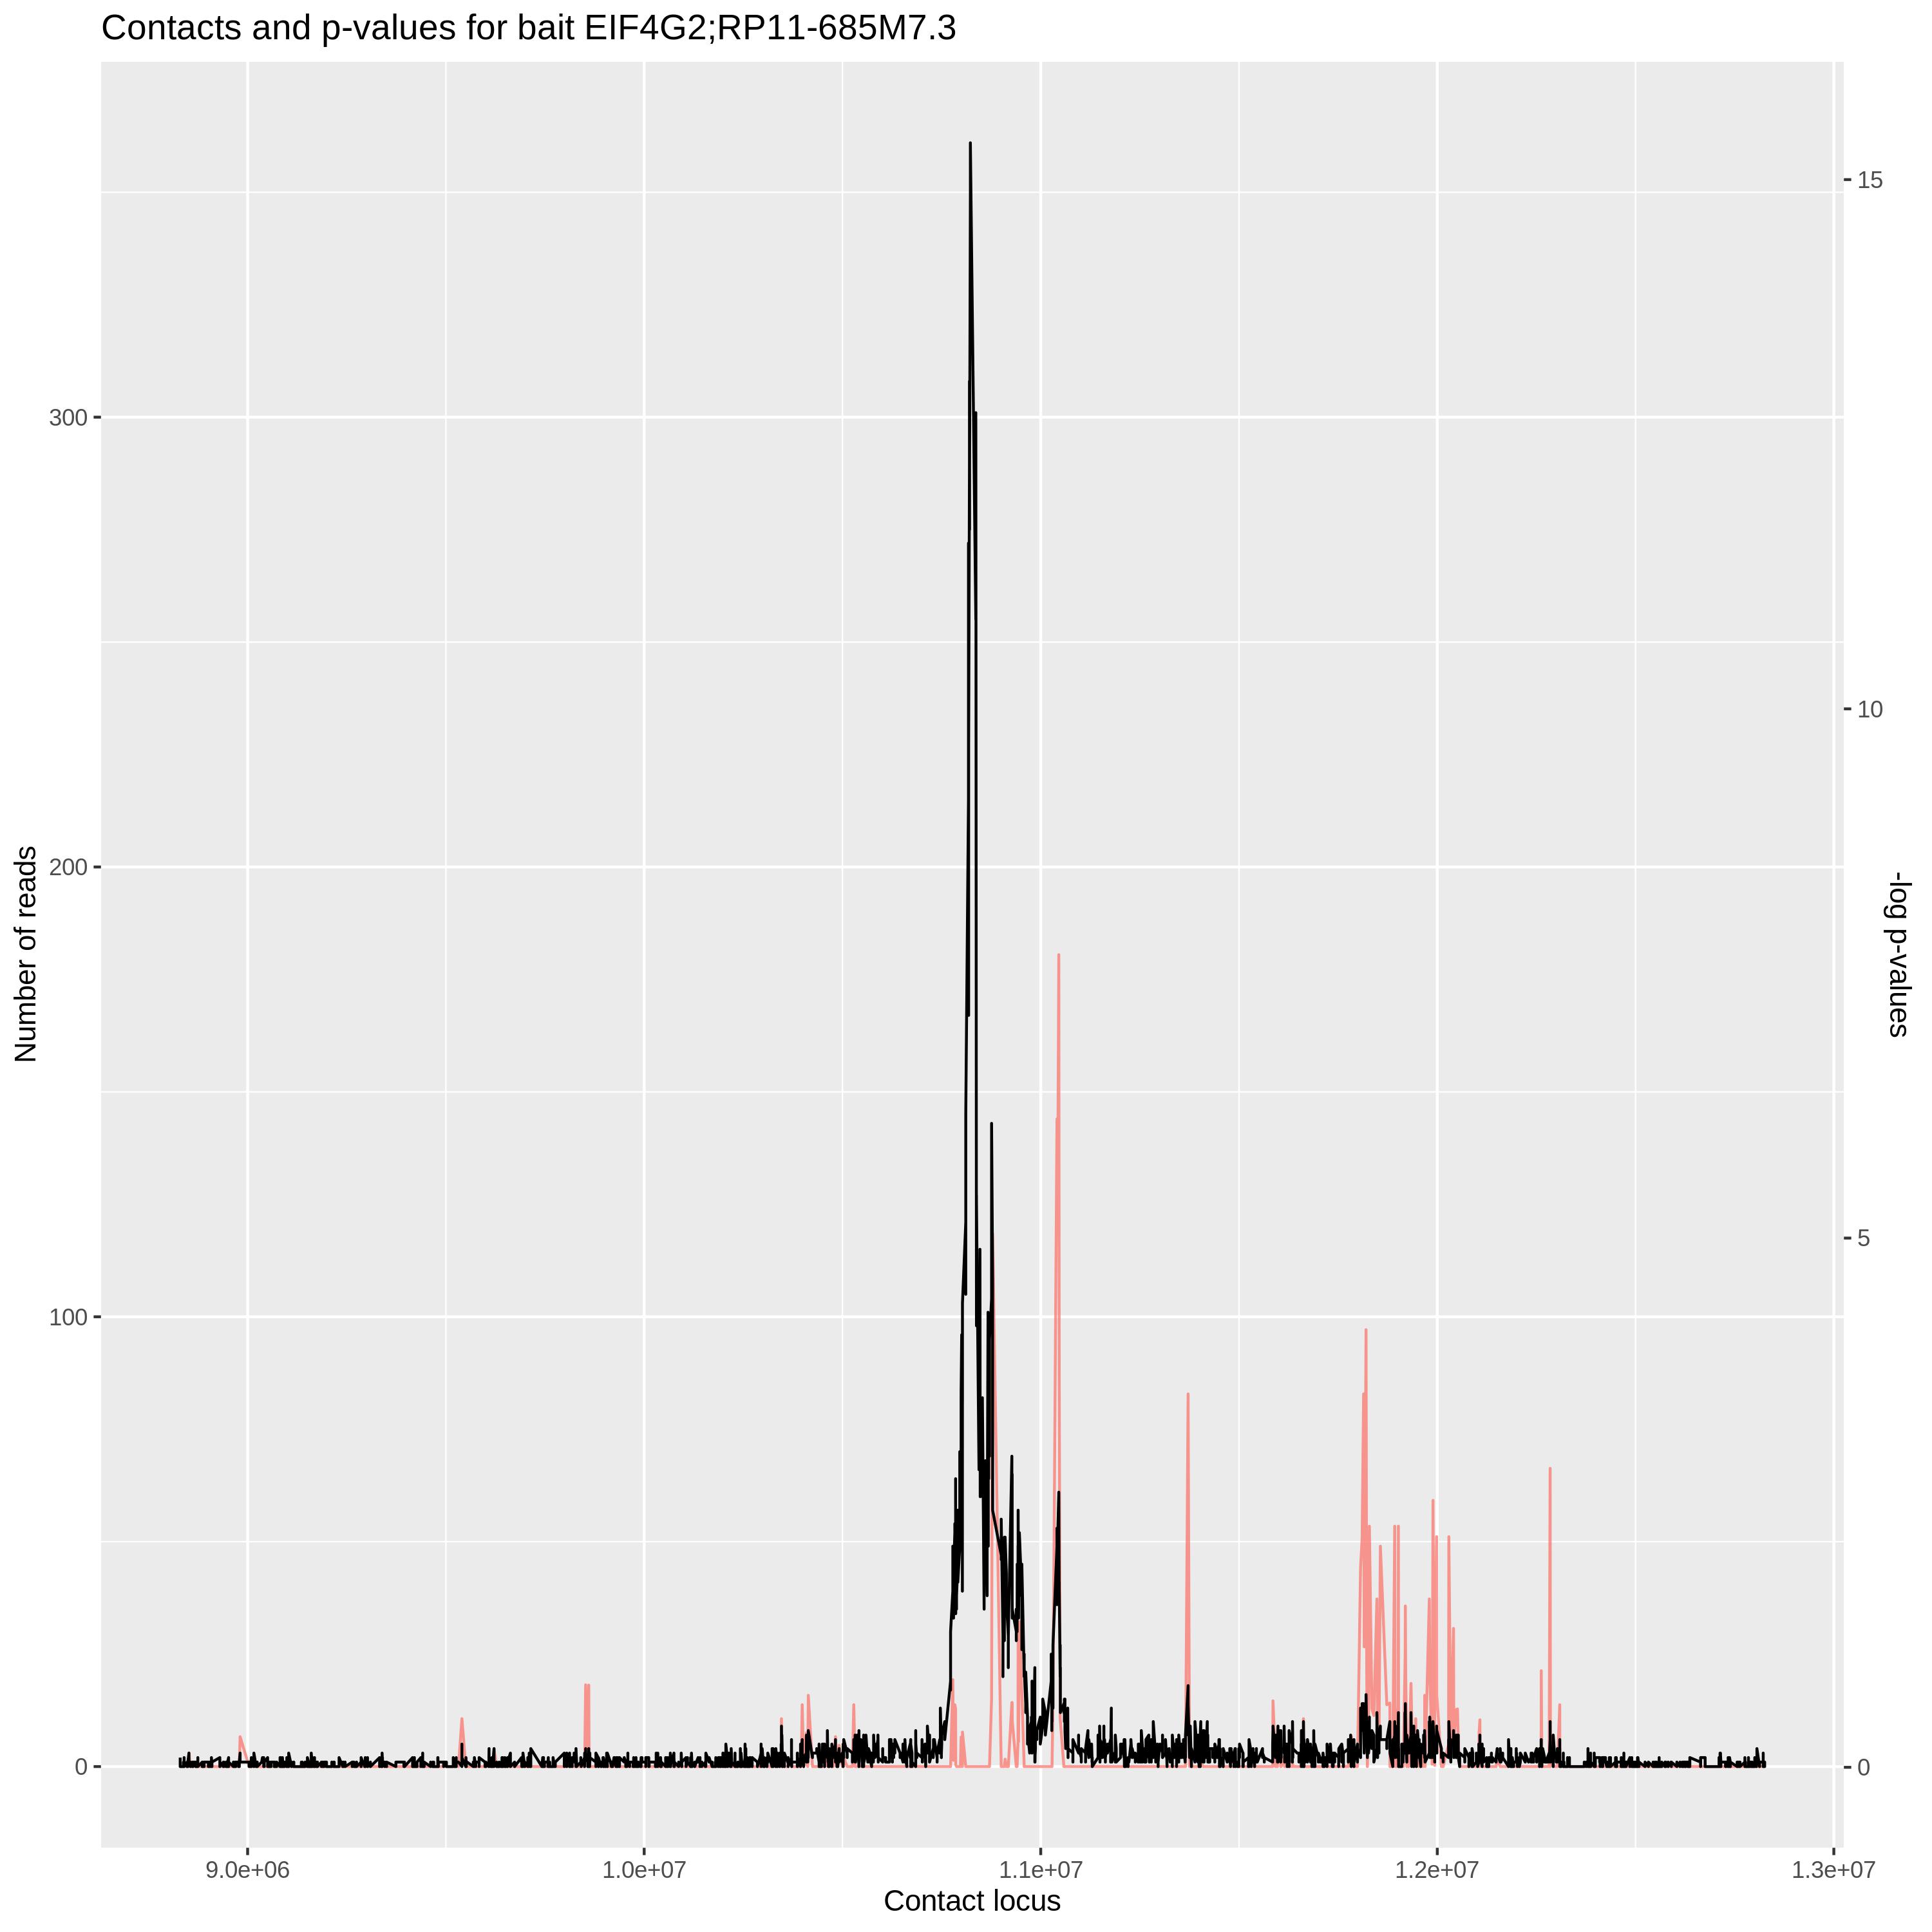 Contacts and p-values for bait EIF4G2;RP11-685M7.3
Number of reads
300
200
100
0
15
10
5
0
-log p-values
9.0e+06
1.0e+07
1.1e+07
1.2e+07
1.3e+07
Contact locus